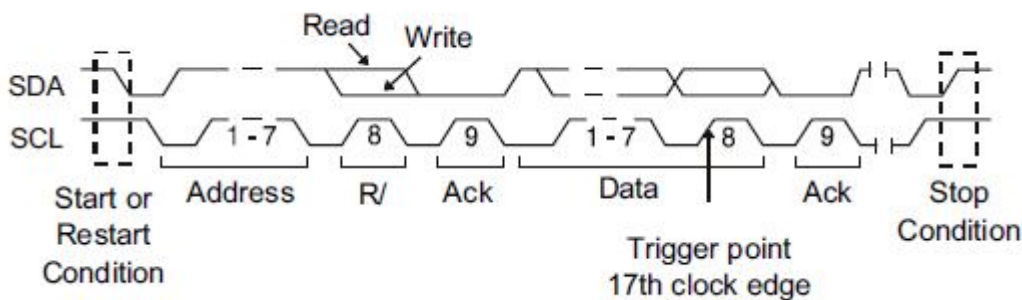 Read
Write
SDA
SCL
1 - 7
8
9
1 - 7
8
9
Address
R/
Ack
Data
Ack
Start or
Restart
Condition
Stop
Condition
Trigger point
17th clock edge